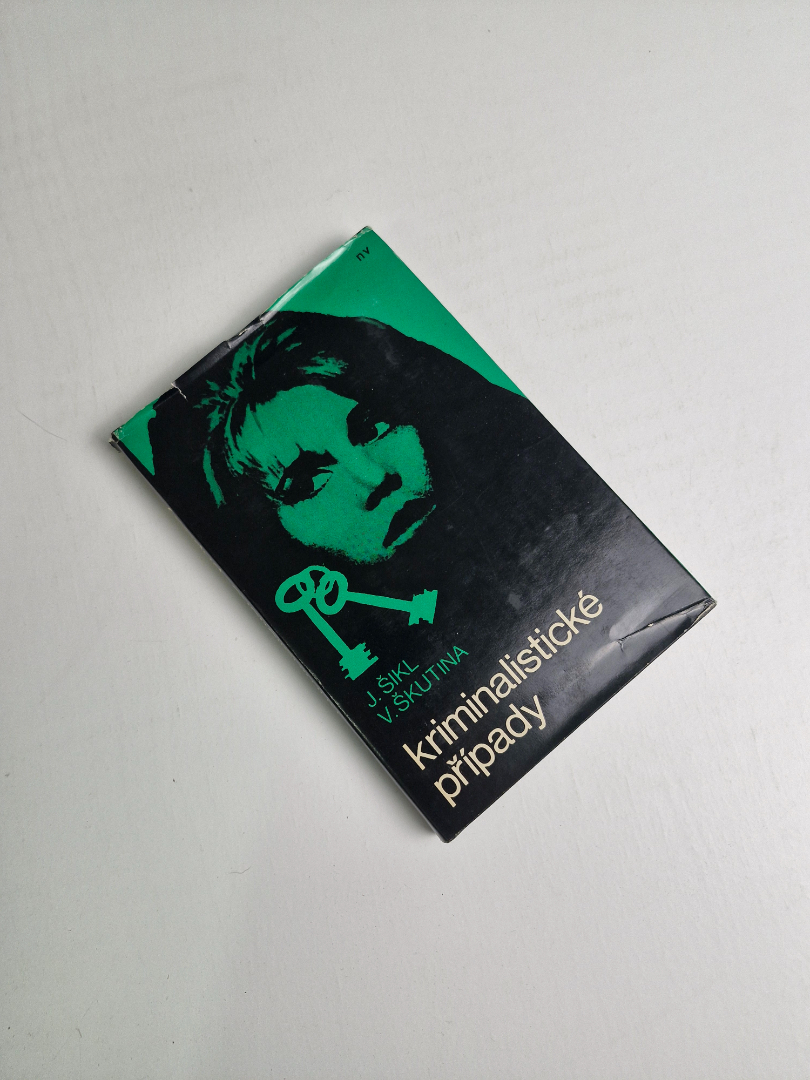 nv
J. ŠIKL
V. ŠKUTINA
kriminalistické
případy